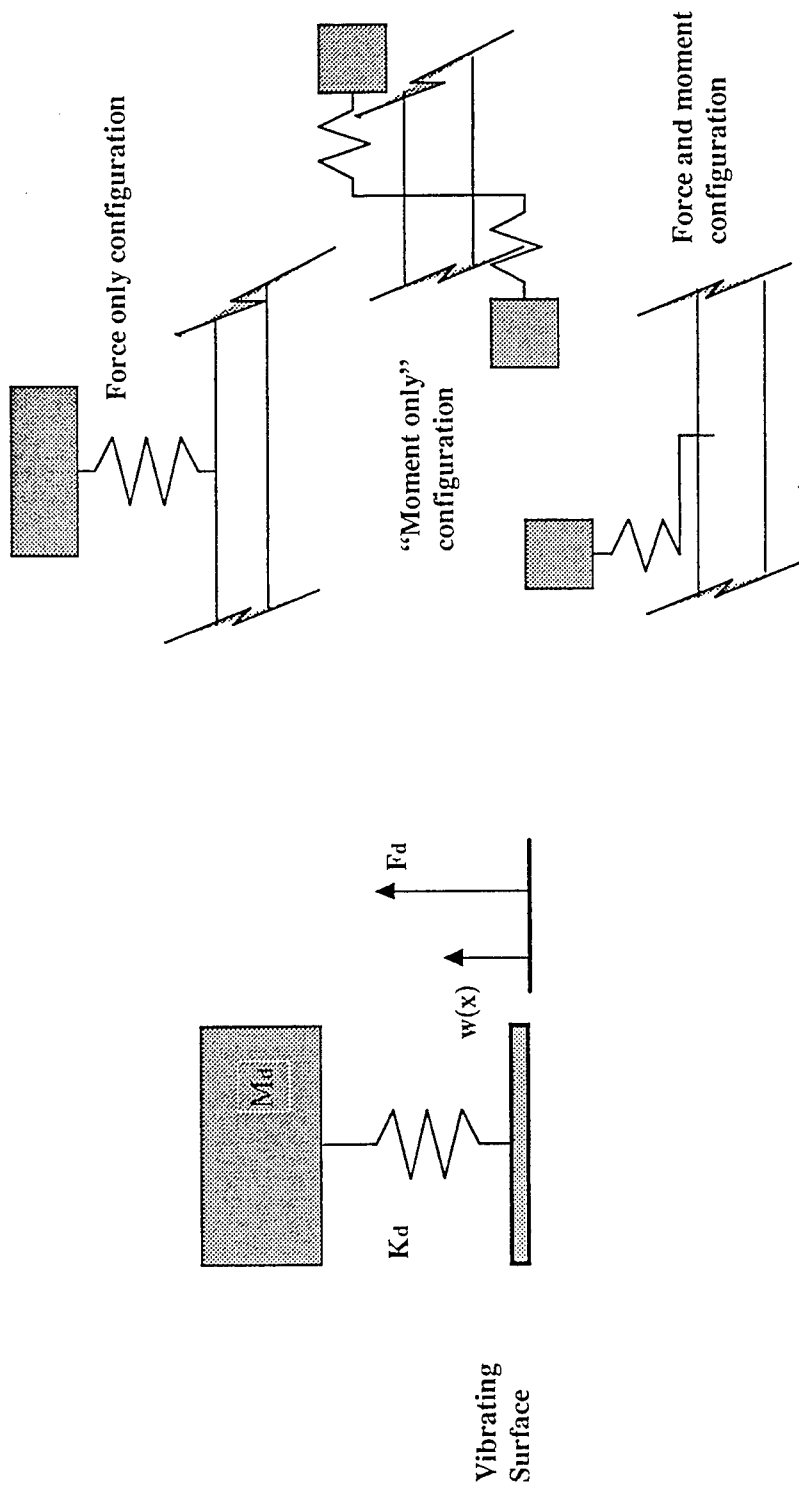 Vibrating
Surface
Kd
Md
w(x)
Fd
Force only configuration
“Moment only”
configuration
Force and moment
configuration